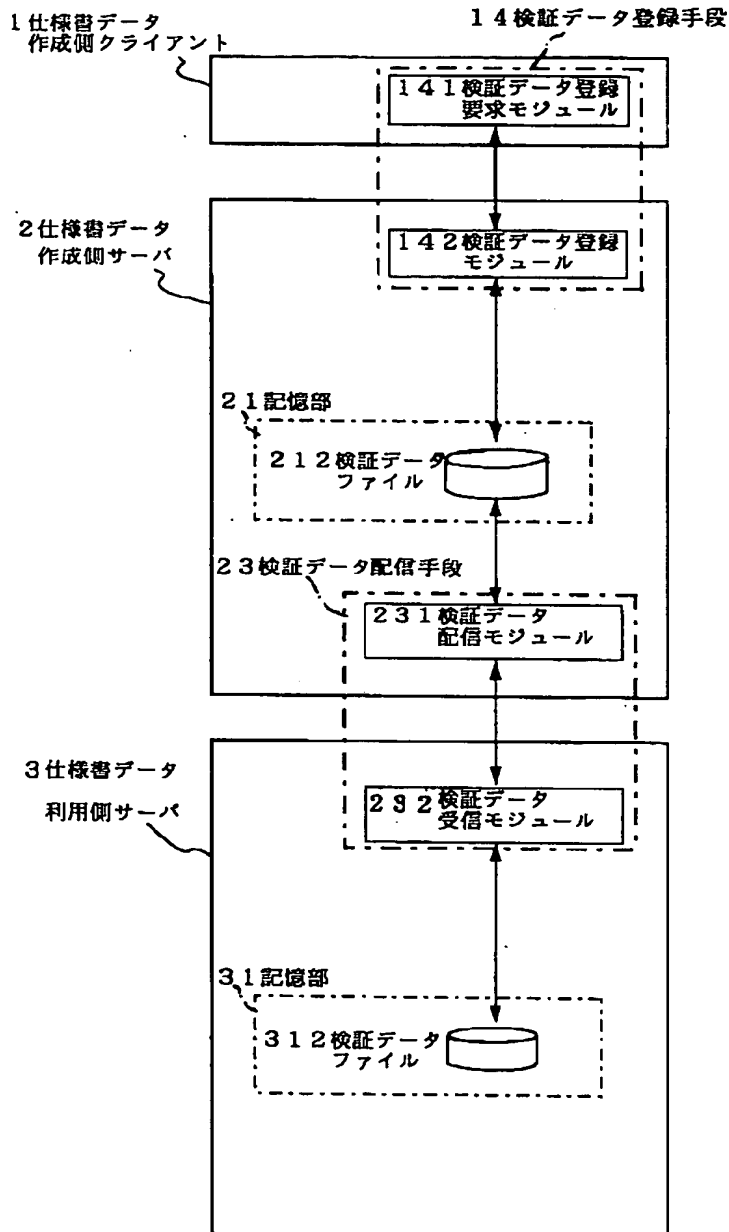 1仕様書データ
作成側クライアント
14検証データ登録手段
141検証データ登録
要求モジュール
2仕様書データ
作成側サーバ
142検証データ登録
モジュール
21記憶部
212検証データ
ファイル
23検証データ配信手段
231検証データ
配信モジュール
3仕様書データ
利用側サーバ
232検証データ
受信モジュール
31記憶部
312検証データ
ファイル